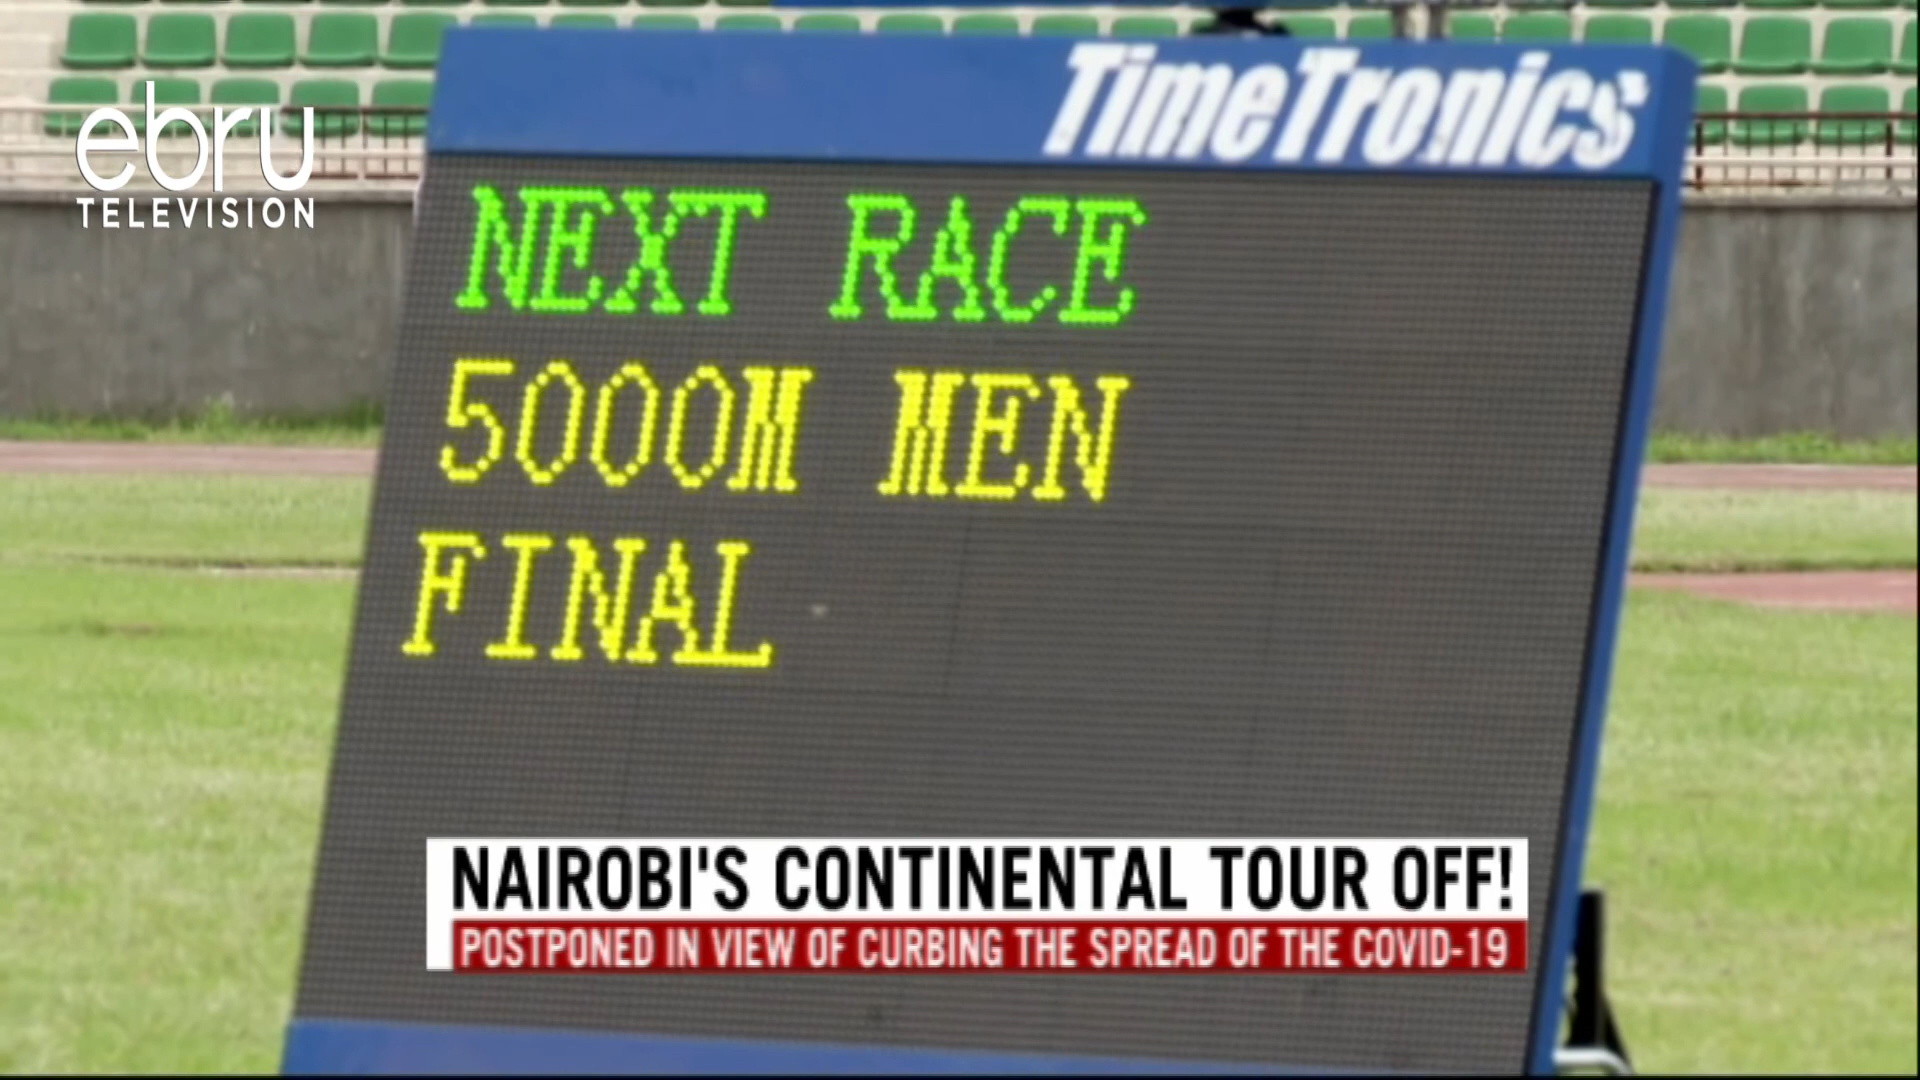 ebru
TELEVISION
TimeTronics
NEXT RACE
5000M MEN
FINAL
NAIROBI'S CONTINENTAL TOUR OFF!
POSTPONED IN VIEW OF CURBING THE SPREAD OF THE COVID-19